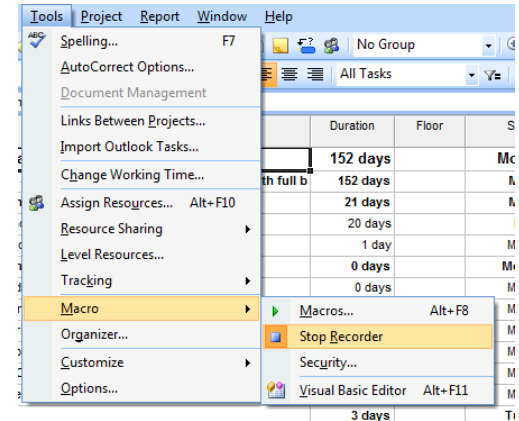 Tools Project Report Window Help
ABC
Spelling... F7
No Group
AutoCorrect Options...
All Tasks
Document Management
Links Between Projects...
Duration Floor
Import Outlook Tasks...
152 days
Change Working Time...
th full b 152 days
Assign Resources... Alt+F10
21 days
Resource Sharing
20 days
Level Resources...
1 day
0 days
Tracking
0 days
Macro
Macros... Alt+F8
Organizer...
Stop Recorder
Customize
Security...
Options...
Visual Basic Editor Alt+F11
3 days